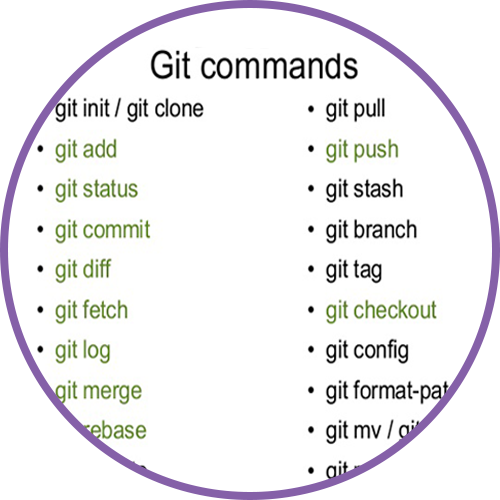 Git commands
git init / git clone
git add
git status
git commit
git diff
git fetch
git log
git merge
rebase
git pull
git push
git stash
git branch
git tag
git checkout
git config
git format-pat
git mv / git